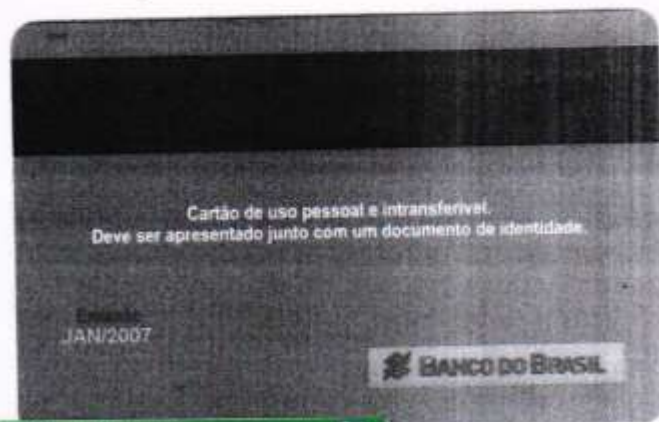 Cartão de uso pessoal e intransferível.
Deve ser apresentado junto com um documento de identidade.
Emissão
JAN/2007
BANCO DO BRASIL